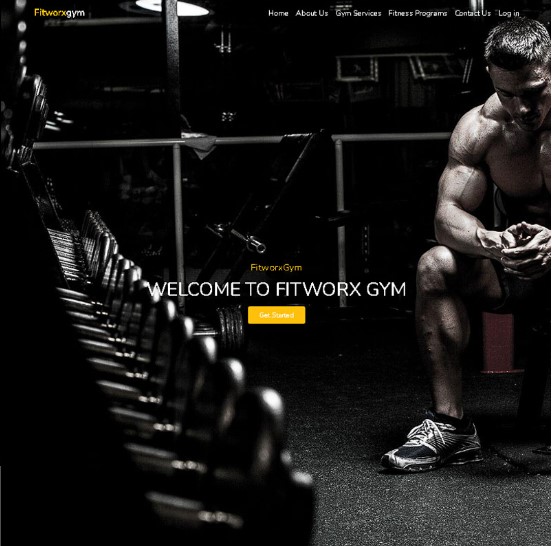 Fitworxgym
Home About Us Gym Services Fitness Programs Contact Us Log in
FitworxGym
WELCOME TO FITWORX GYM
Get Started